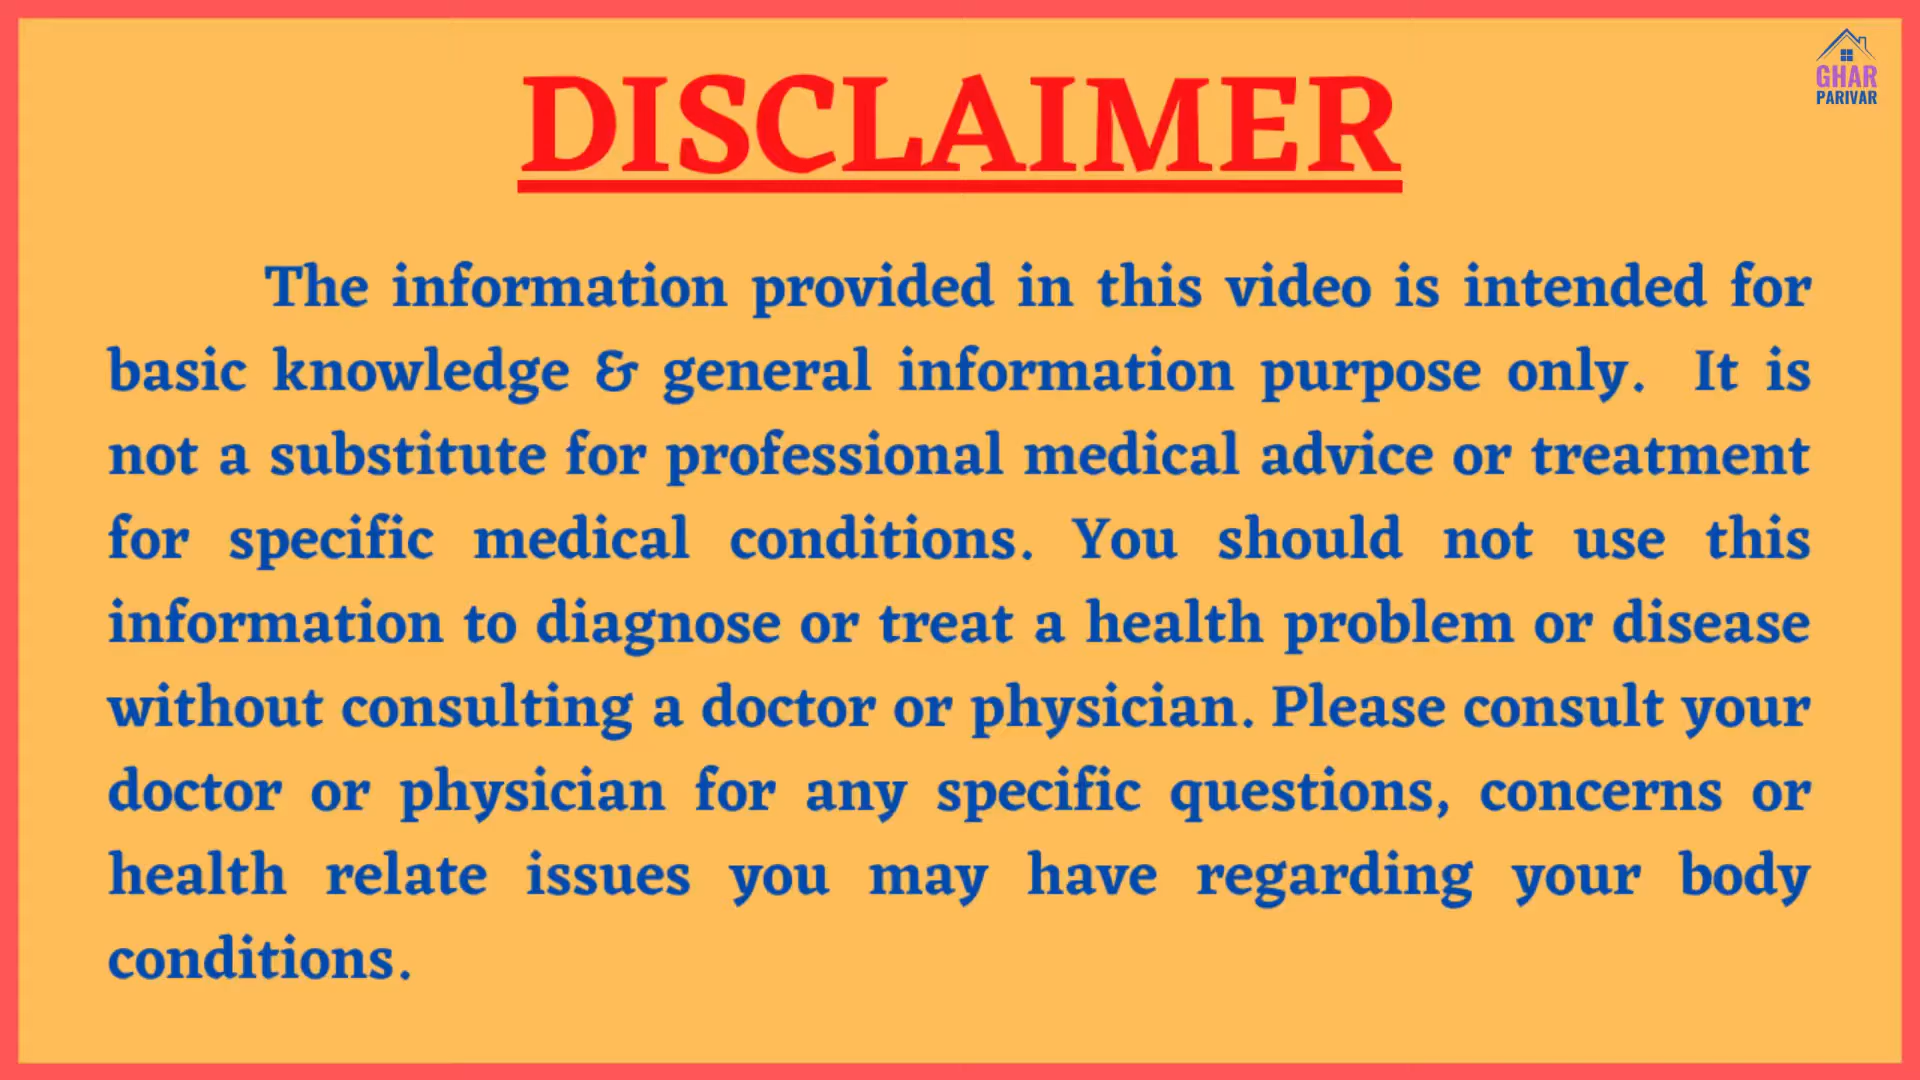 GHAR
PARIVAR
DISCLAIMER
The information provided in this video is intended for
basic knowledge & general information purpose only. It is
not a substitute for professional medical advice or treatment
for specific medical conditions. You should not use this
information to diagnose or treat a health problem or disease
without consulting a doctor or physician. Please consult your
doctor or physician for any specific questions, concerns or
health relate issues you may have regarding your body
conditions.